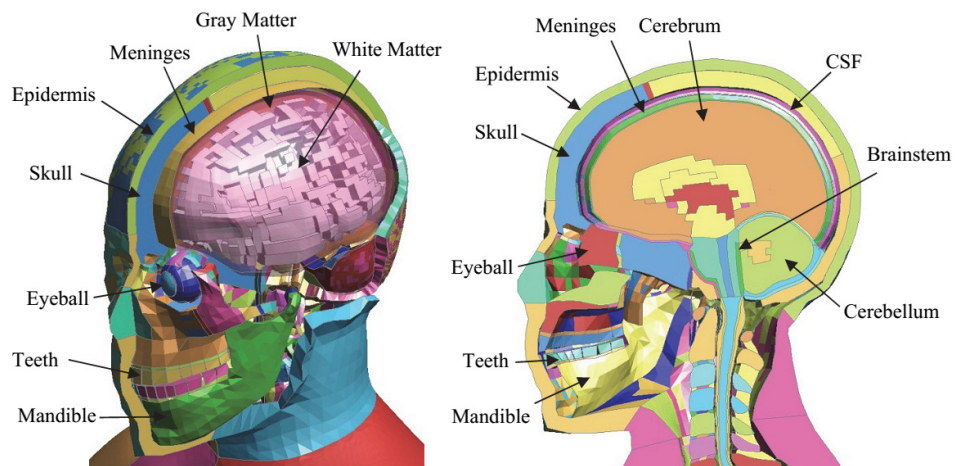 Gray Matter
Meninges
White Matter
Epidermis
Skull
Eyeball
Teeth
Mandible
Meninges
Cerebrum
CSF
Epidermis
Skull
Brainstem
Eyeball
Cerebellum
Teeth
Mandible